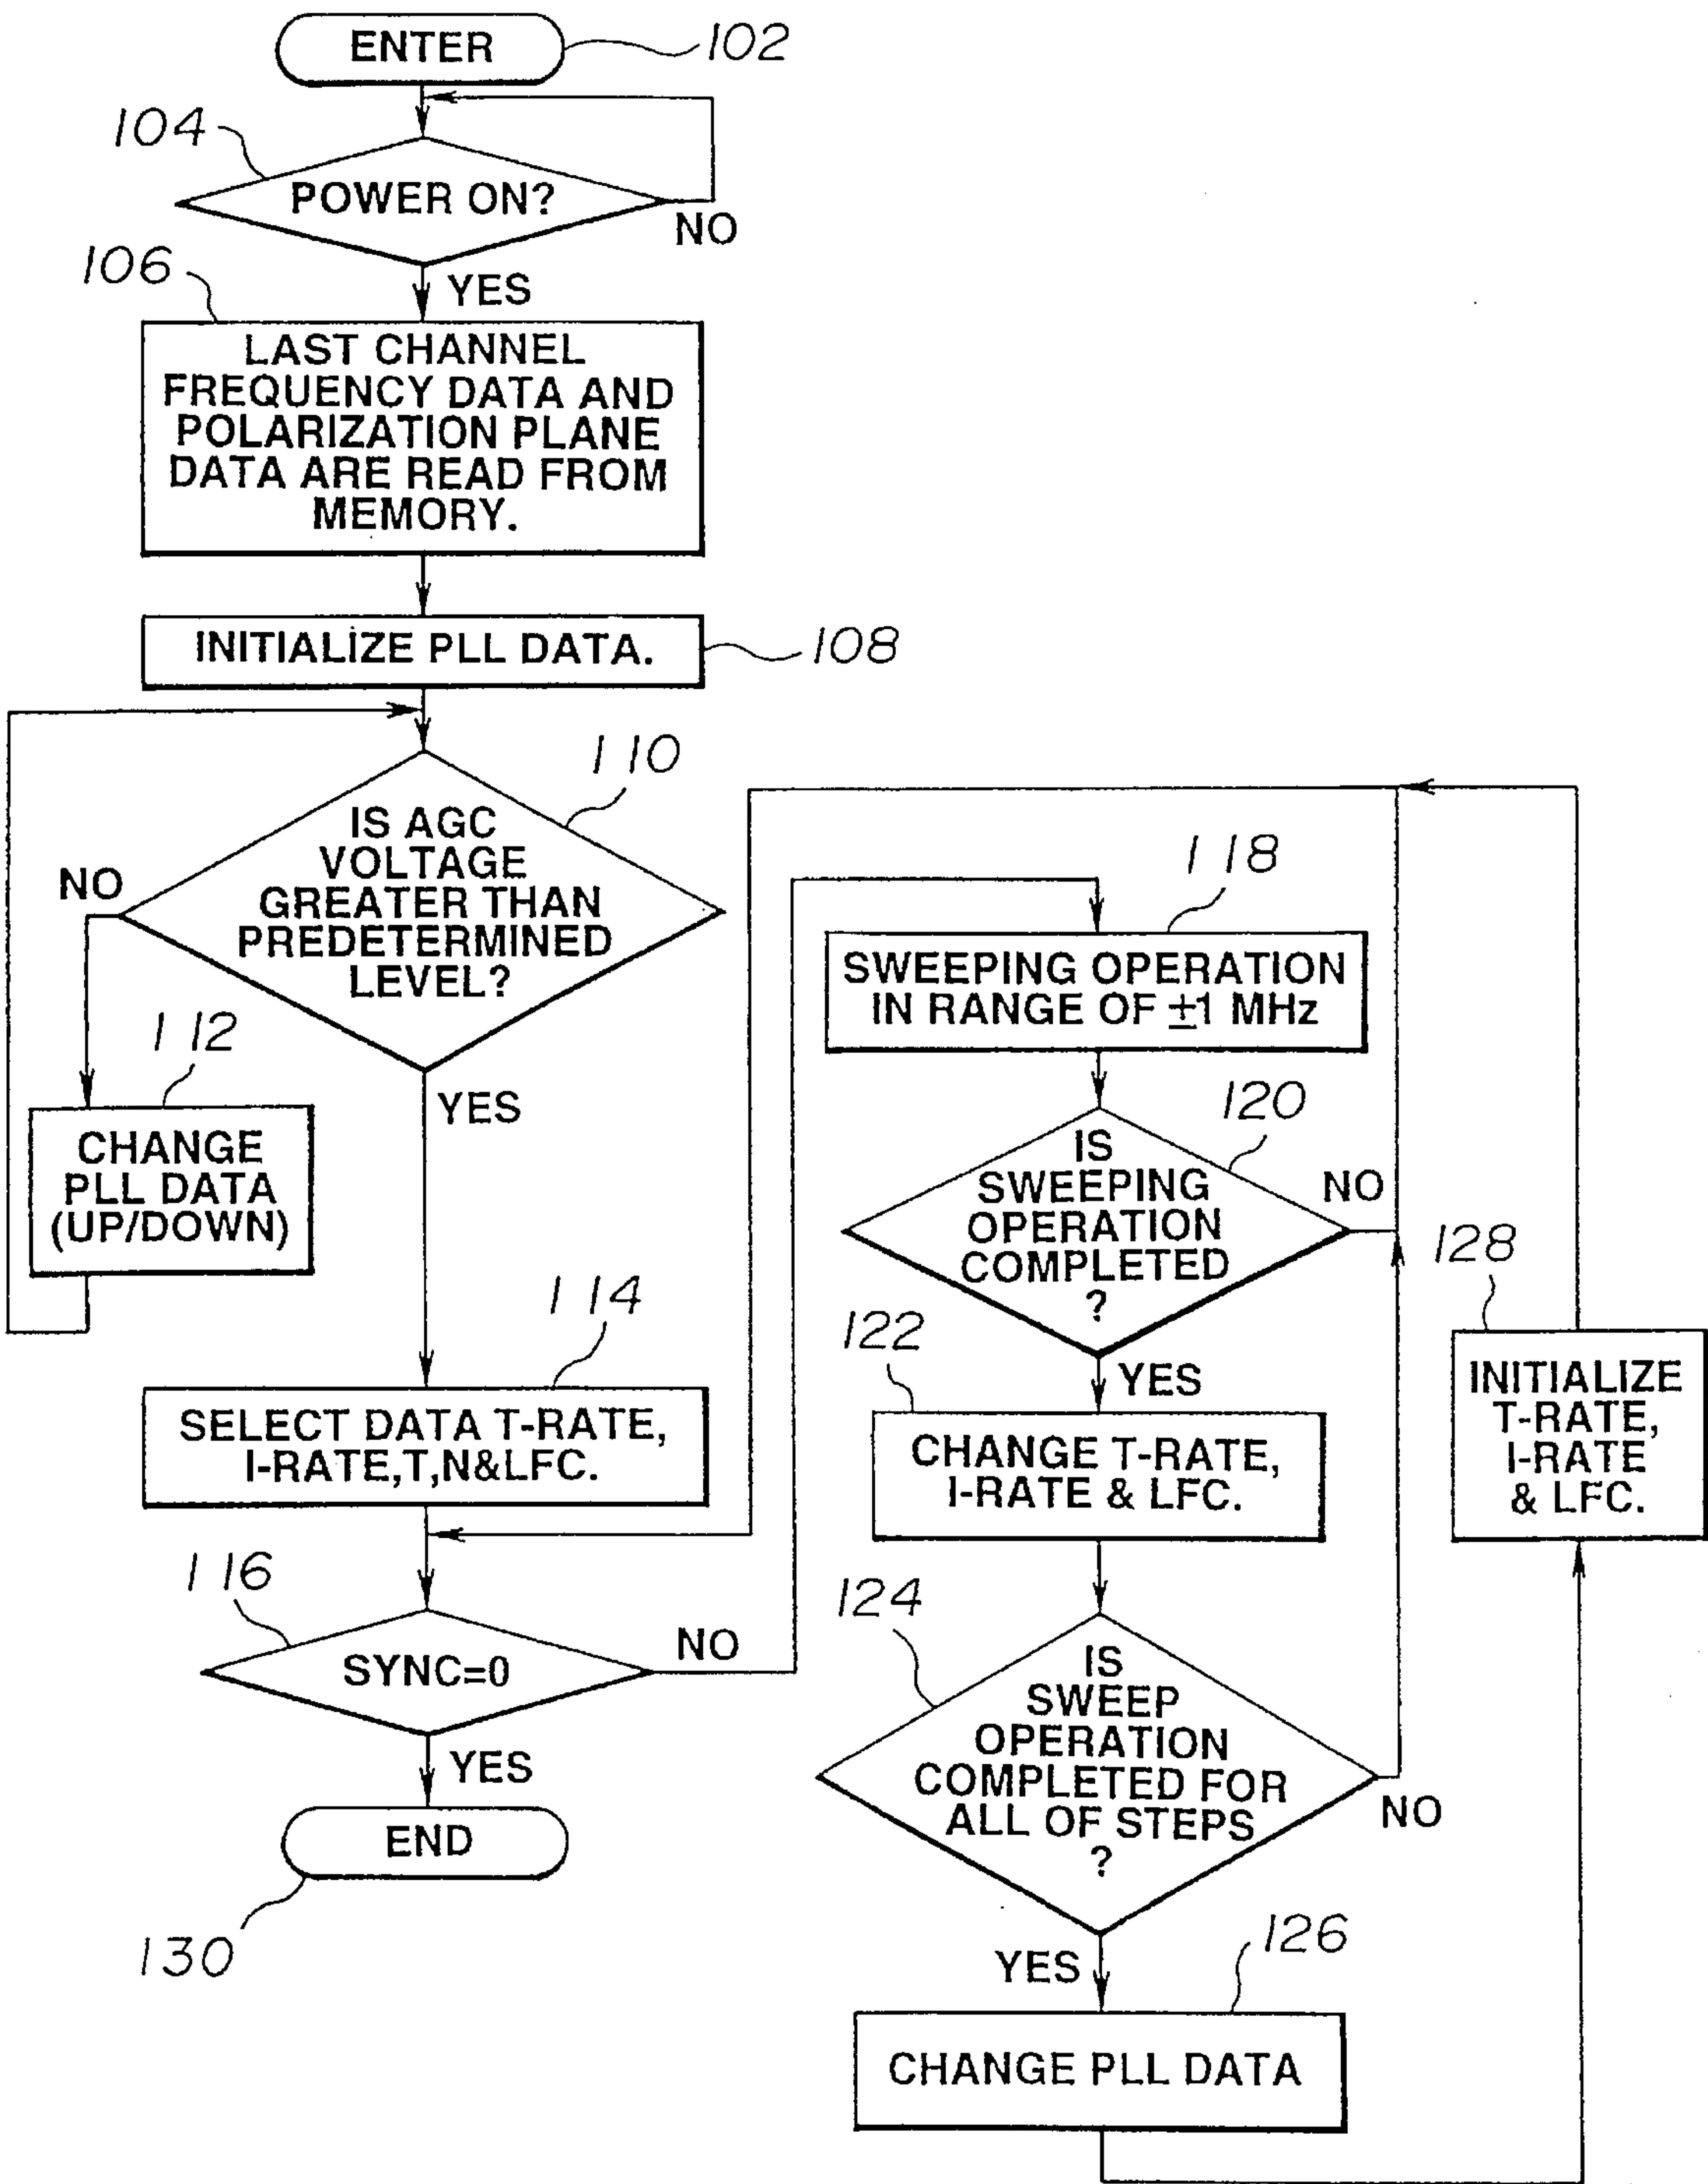 ENTER
102
104
POWER ON?
NO
106
YES
LAST CHANNEL
FREQUENCY DATA AND
POLARIZATION PLANE
DATA ARE READ FROM
MEMORY.
INITIALIZE PLL DATA.
108
110
IS AGC
VOLTAGE
GREATER THAN
PREDETERMINED
LEVEL?
NO
112
YES
CHANGE
PLL DATA
(UP/DOWN)
114
SELECT DATA T-RATE,
I-RATE,T,N&LFC.
116
SYNC=0
NO
YES
END
130
118
SWEEPING OPERATION
IN RANGE OF ±1 MHz
120
IS
SWEEPING
OPERATION
COMPLETED
?
NO
122
YES
CHANGE T-RATE,
I-RATE & LFC.
124
IS
SWEEP
OPERATION
COMPLETED FOR
ALL OF STEPS
?
NO
YES
126
CHANGE PLL DATA
128
INITIALIZE
T-RATE,
I-RATE
& LFC.